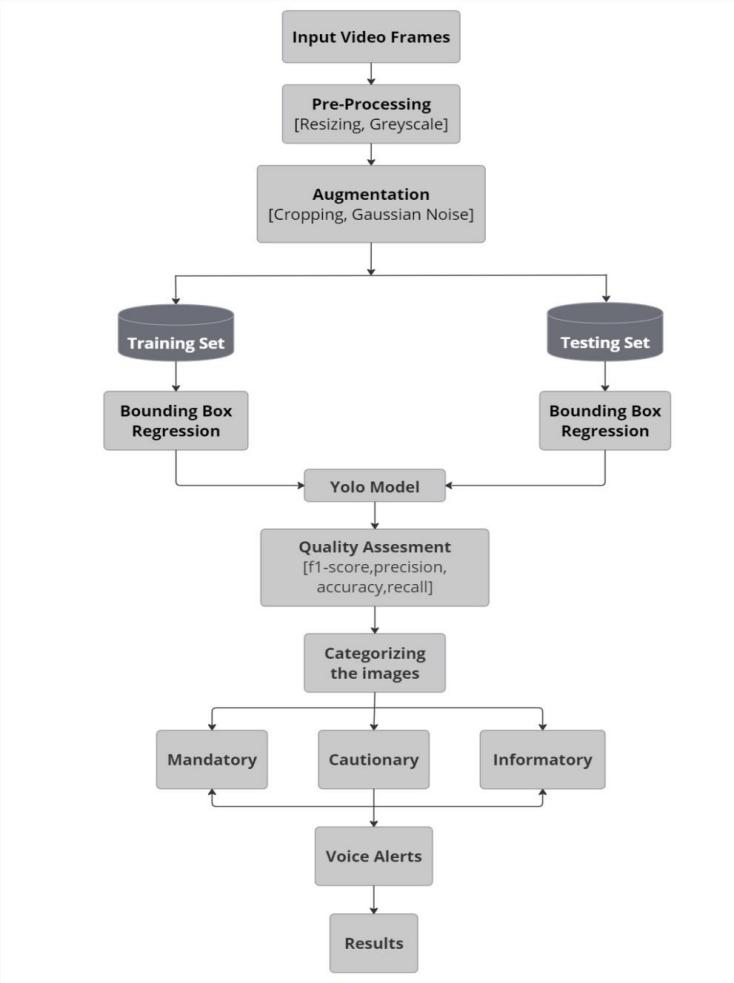 Input Video Frames
Pre-Processing
[Resizing, Greyscale]
Augmentation
[Cropping, Gaussian Noise]
Training Set
Testing Set
Bounding Box
Regression
Bounding Box
Regression
Yolo Model
Quality Assesment
[f1-score,precision,
accuracy,recall]
Categorizing
the images
Mandatory
Cautionary
Informatory
Voice Alerts
Results